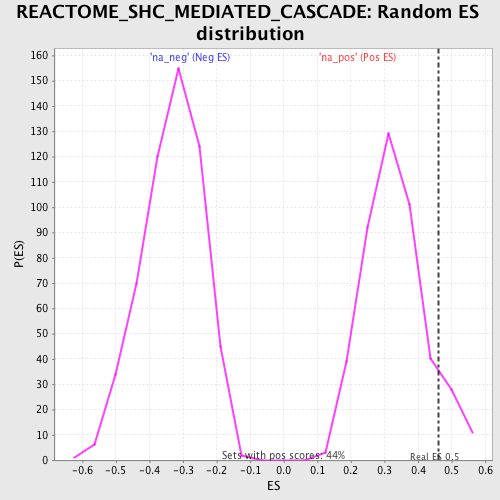 REACTOME_SHC_MEDIATED_CASCADE: Random ES
distribution
'na_neg' (Neg ES)
'na_pos' (Pos ES)
160
150
140
130
120
110
100
90
80
70
60
50
40
30
20
10
0
P(ES)
Sets with pos scores: 44%
Real ES 0.5
-0.6 -0.5 -0.4 -0.3 -0.2 -0.1 0.0 0.1 0.2 0.3 0.4 0.5 0.6
ES